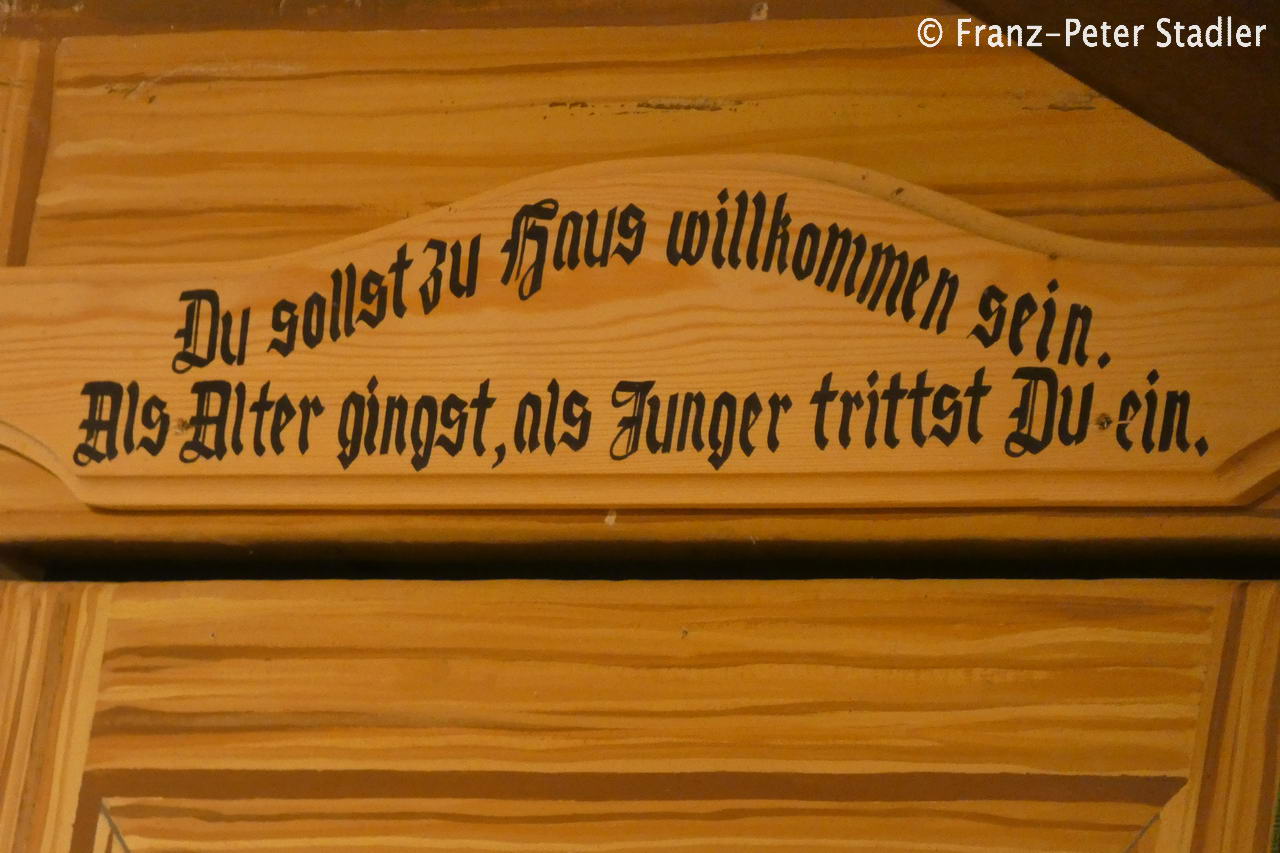 © Franz-Peter Stadler
Du sollst zu Haus willkommen sein.
Als Alter gingst, als Junger trittst Du ein.